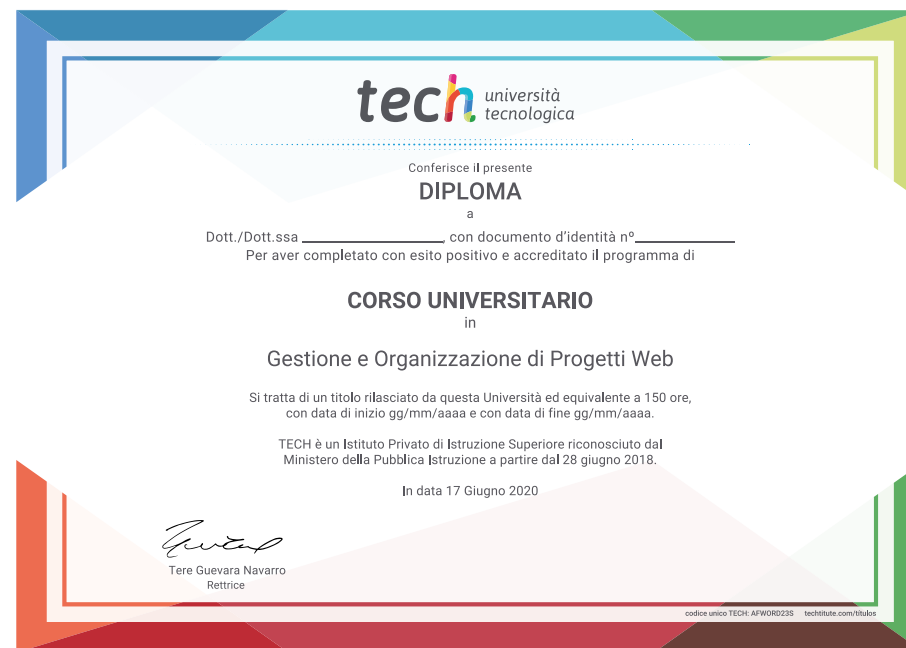 tech università
tecnologica
Conferisce il presente
DIPLOMA
a
Dott./Dott.ssa ____________________, con documento d'identità nº______________
Per aver completato con esito positivo e accreditato il programma di
CORSO UNIVERSITARIO
in
Gestione e Organizzazione di Progetti Web
Si tratta di un titolo rilasciato da questa Università ed equivalente a 150 ore,
con data di inizio gg/mm/aaaa e con data di fine gg/mm/aaaa.
TECH è un Istituto Privato di Istruzione Superiore riconosciuto dal
Ministero della Pubblica Istruzione a partire dal 28 giugno 2018.
In data 17 Giugno 2020
Tere Guevara Navarro
Rettrice
codice unico TECH: AFWORD23S techtitute.com/títulos